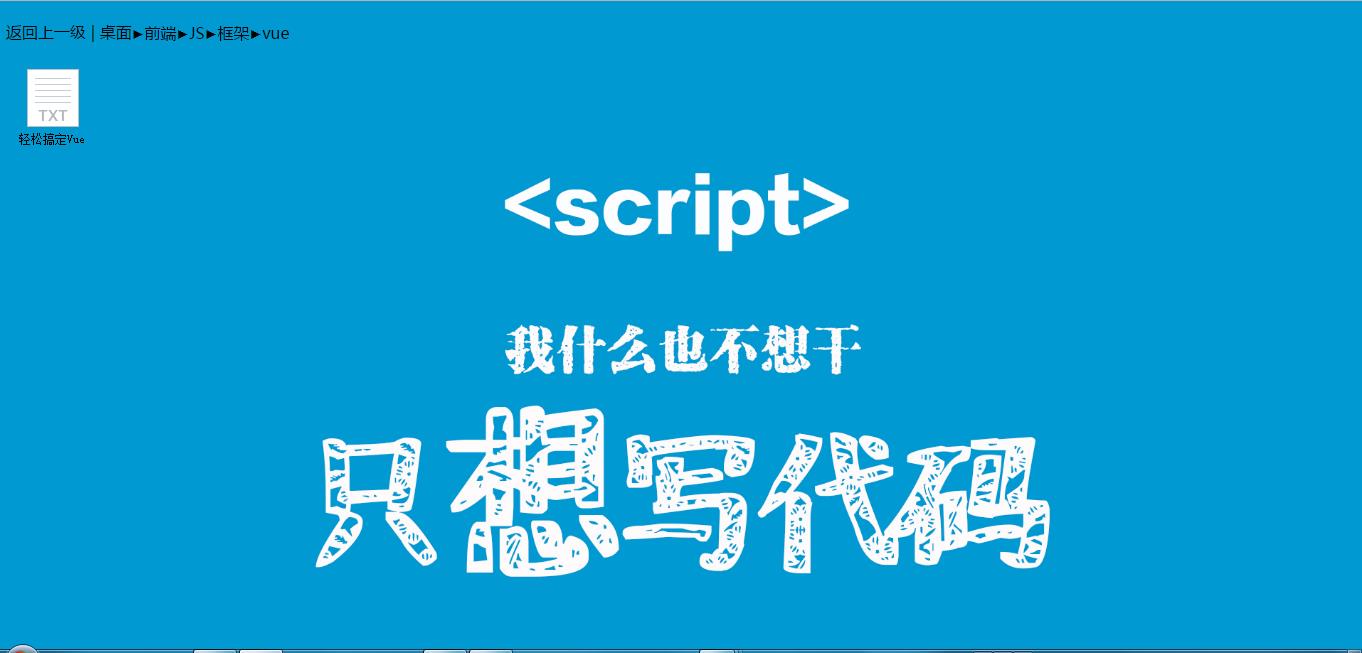 返回上一级 | 桌面▸前端▸JS▸框架▸vue
TXT
轻松搞定Vue
<script>
我什么也不想干
只想写代码